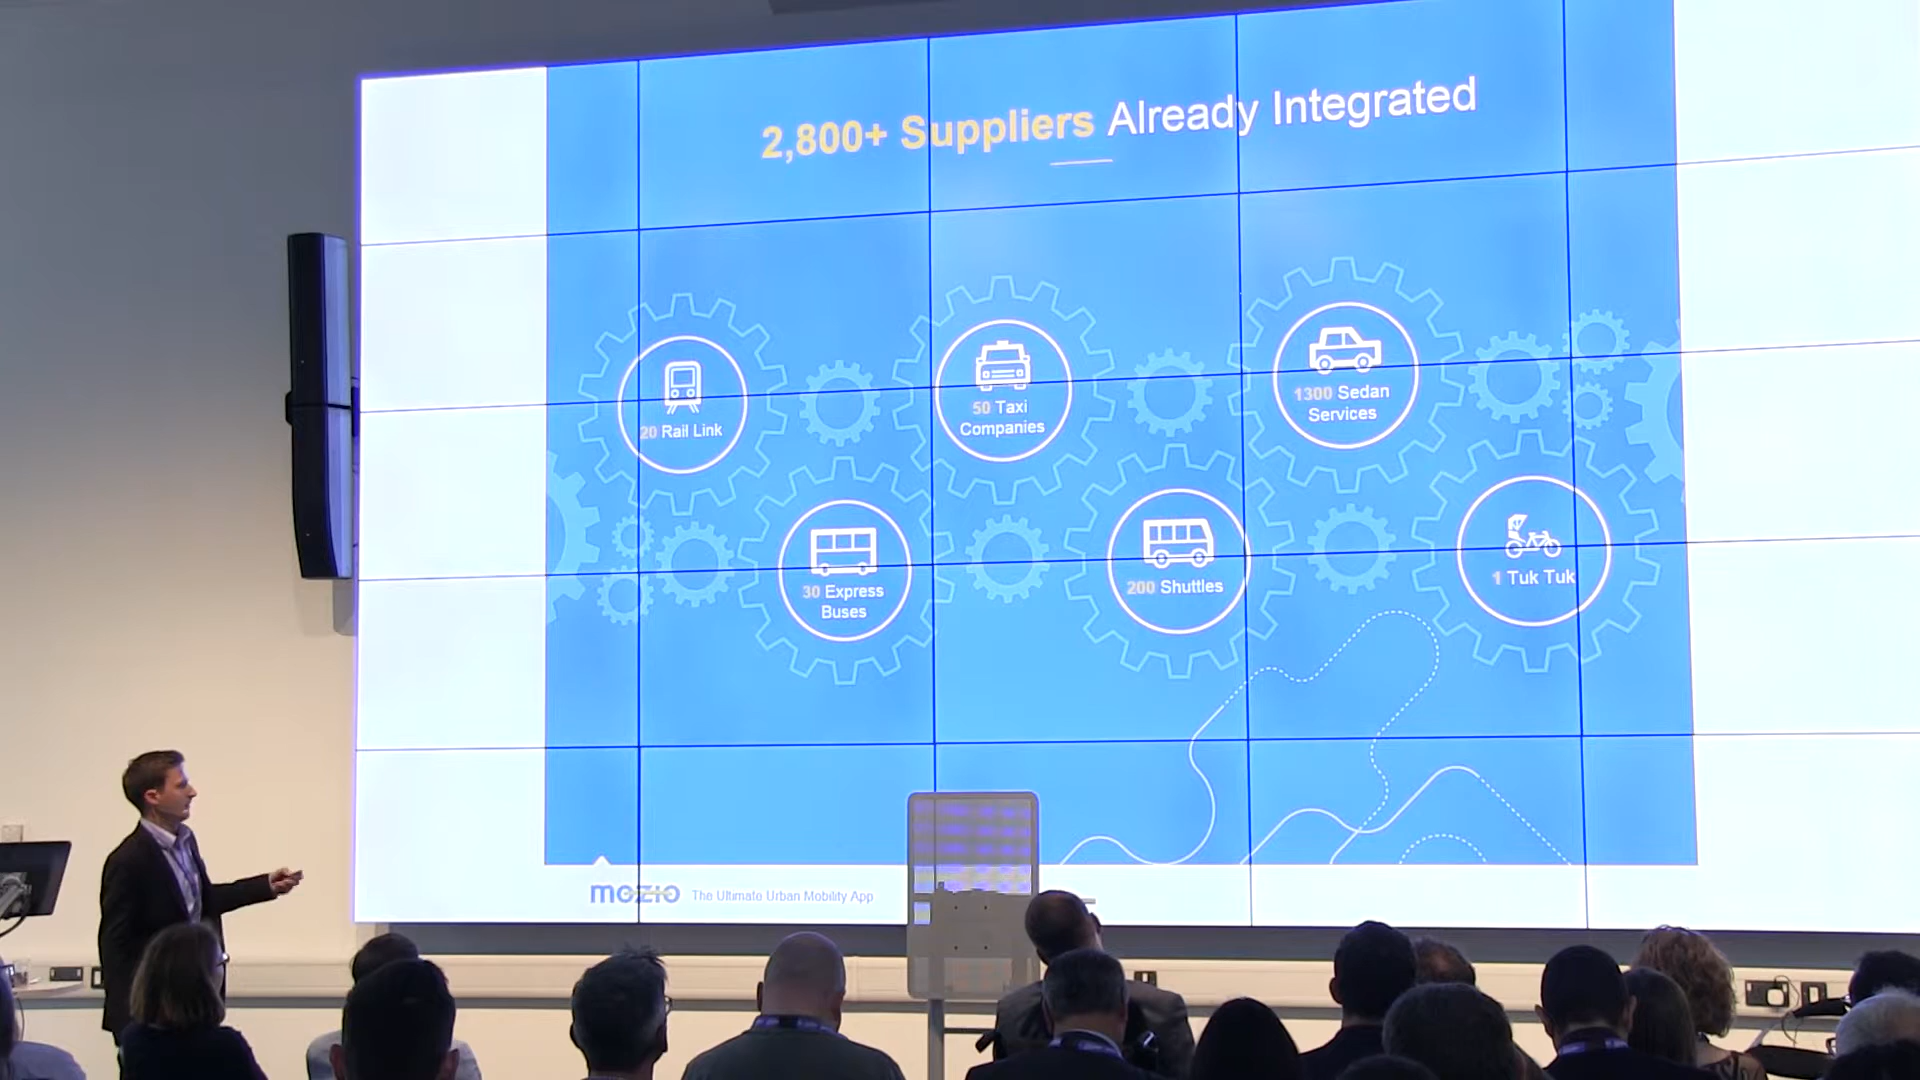 2,800+ Suppliers Already Integrated
20 Rail Link
50 Taxi
Companies
1300 Sedan
Services
30 Express
Buses
200 Shuttles
1 Tuk Tuk
mozio The Ultimate Urban Mobility App